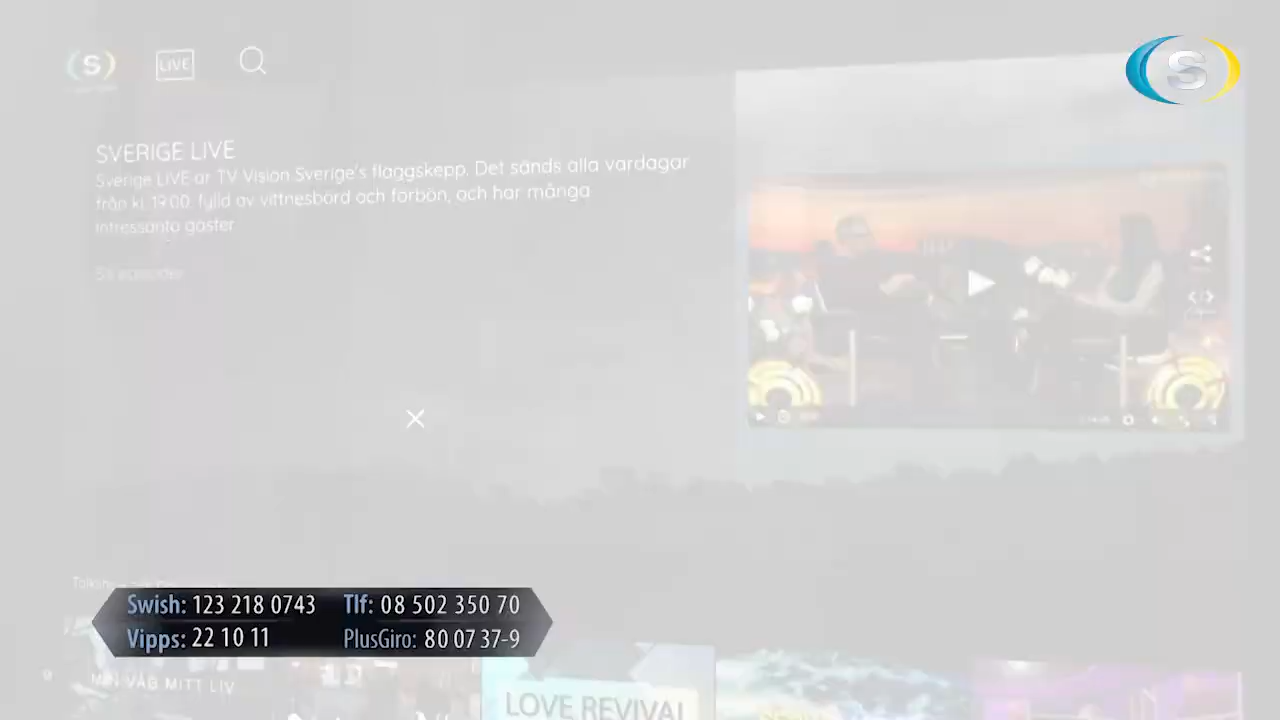 S
LIVE
S
SVERIGE LIVE
Sverige LIVE är TV Vision Sverige's flaggskepp. Det sänds alla vardagar
från kl. 19:00, fylld av vittnesbörd och förbön, och har många
intressanta gäster
episoder
Swish: 123 218 0743
Tlf: 08 502 350 70
Vipps: 22 10 11
PlusGiro: 80 07 37-9
MIN VÄG MITT LIV
LOVE REVIVAL